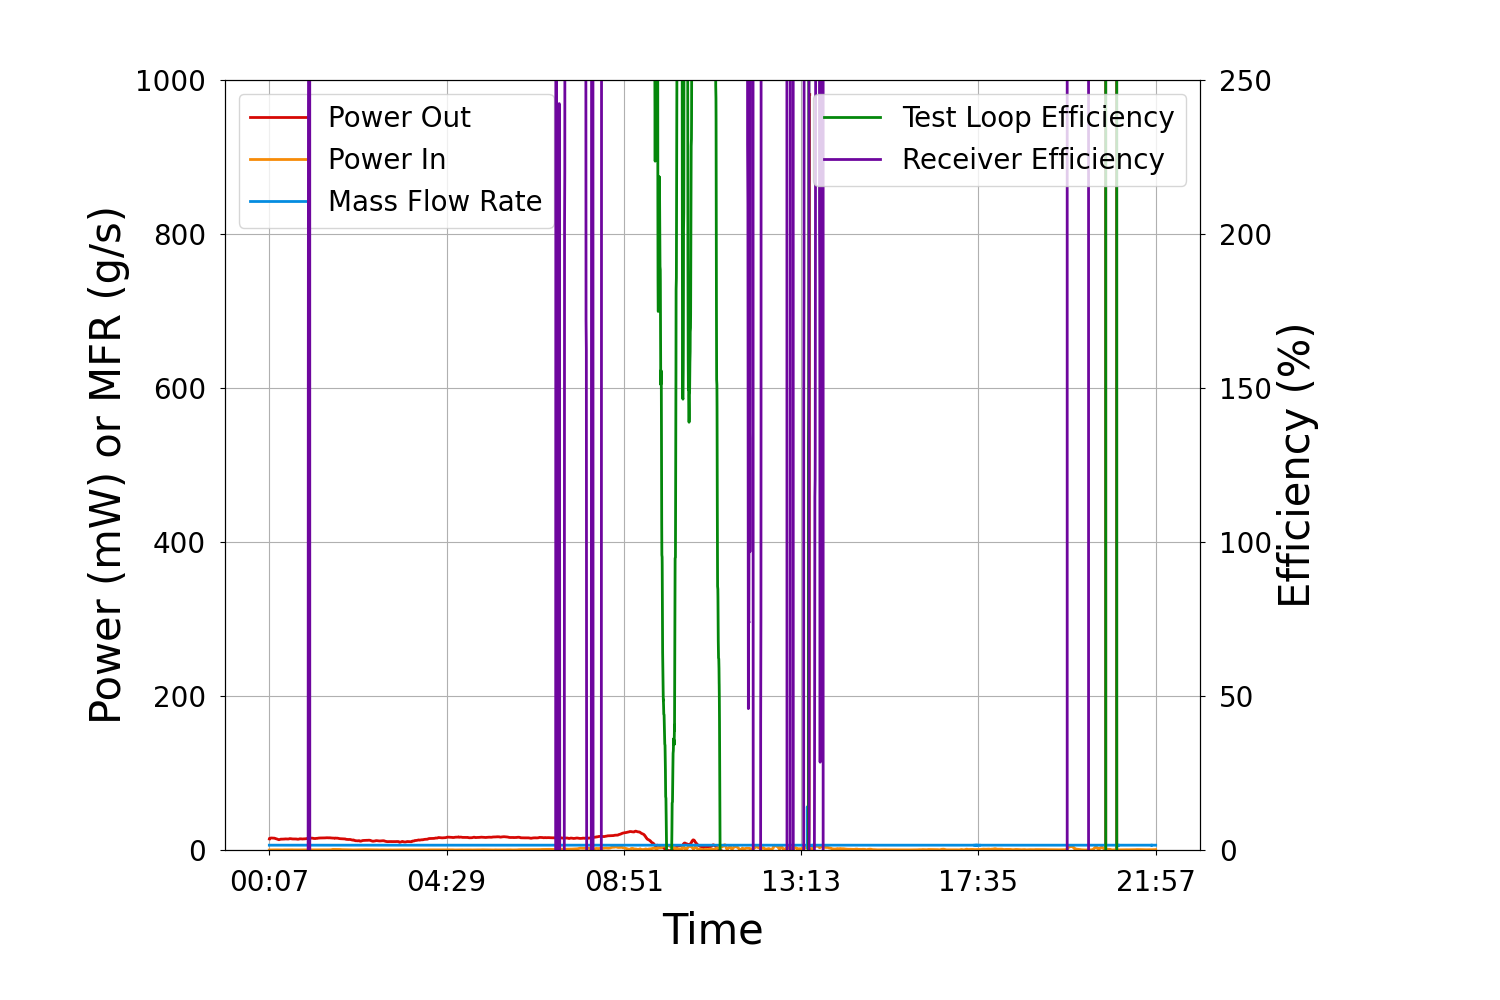 1000
800
600
400
200
0
Power (mW) or MFR (g/s)
Power Out
Power In
Mass Flow Rate
Test Loop Efficiency
Receiver Efficiency
250
200
150
100
50
0
Efficiency (%)
00:07 04:29 08:51 13:13 17:35 21:57
Time